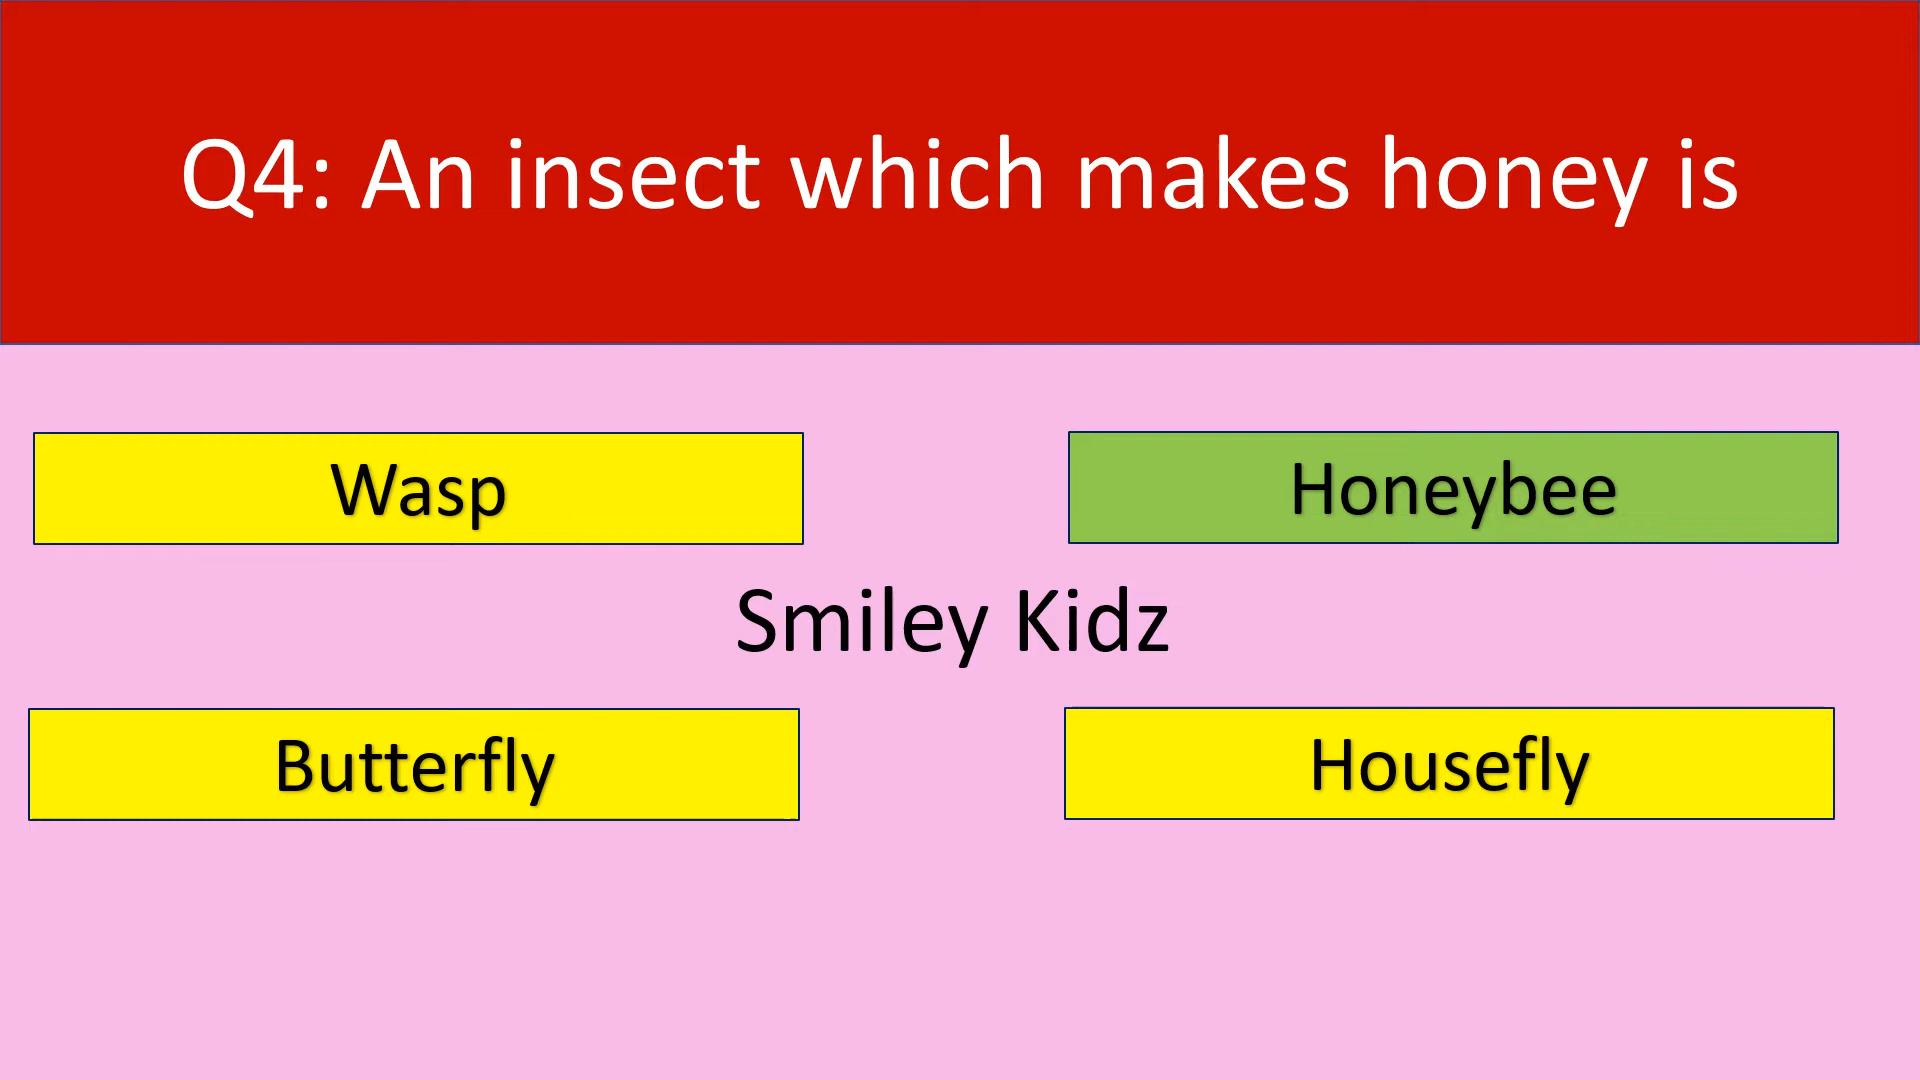 Q4: An insect which makes honey is
Wasp
Honeybee
Smiley Kidz
Butterfly
Housefly